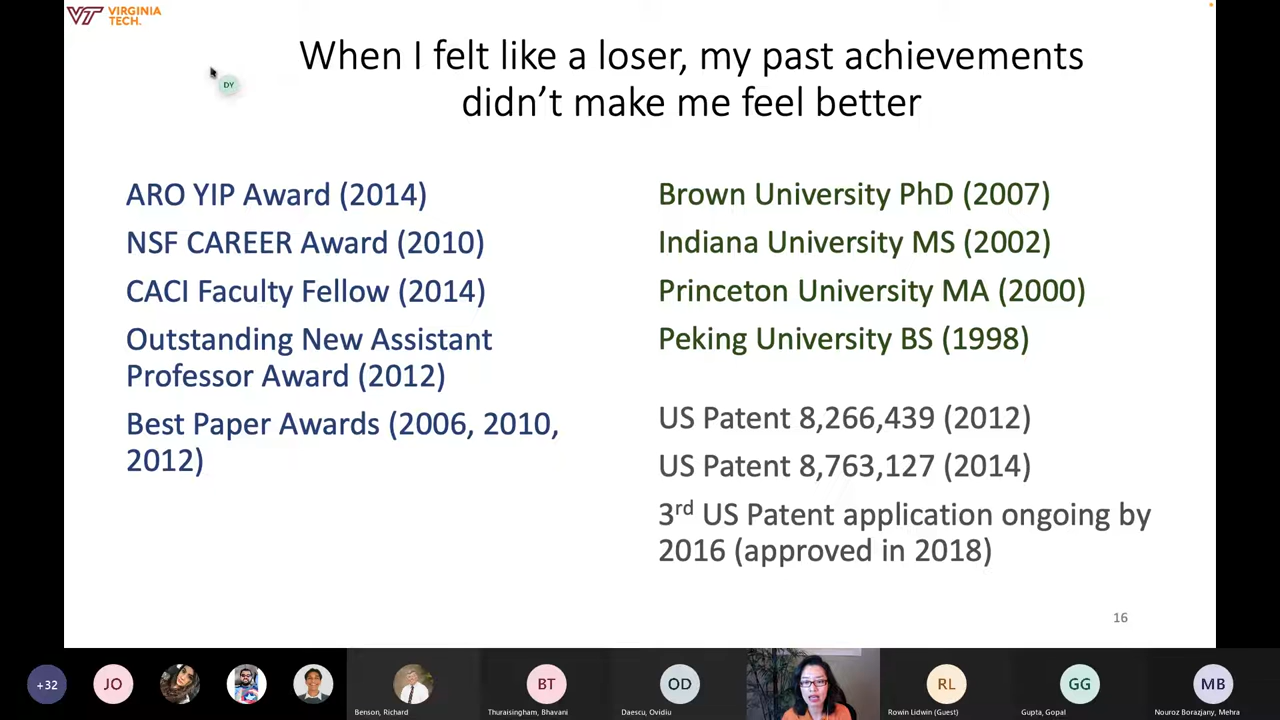 VT VIRGINIA
TECH.
When I felt like a loser, my past achievements
didn't make me feel better
DY
ARO YIP Award (2014)
NSF CAREER Award (2010)
CACI Faculty Fellow (2014)
Outstanding New Assistant
Professor Award (2012)
Best Paper Awards (2006, 2010,
2012)
Brown University PhD (2007)
Indiana University MS (2002)
Princeton University MA (2000)
Peking University BS (1998)
US Patent 8,266,439 (2012)
US Patent 8,763,127 (2014)
3rd US Patent application ongoing by
2016 (approved in 2018)
16
+32
JO
BT
OD
RL
GG
MB
Benson, Richard
Thuraisingham, Bhavani
Daescu, Ovidiu
Rowin Lidwin (Guest)
Gupta, Gopal
Nouroz Borazjany, Mehra